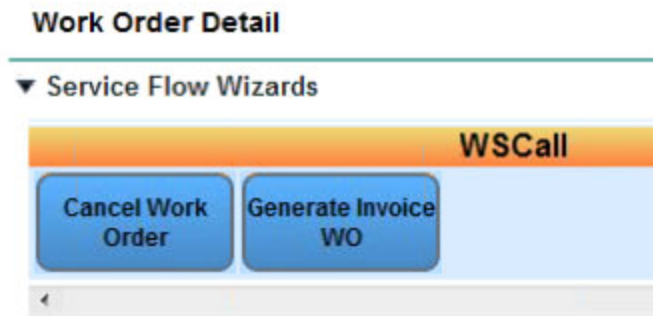 Work Order Detail
Service Flow Wizards
WSCall
Cancel Work
Order
Generate Invoice
WO